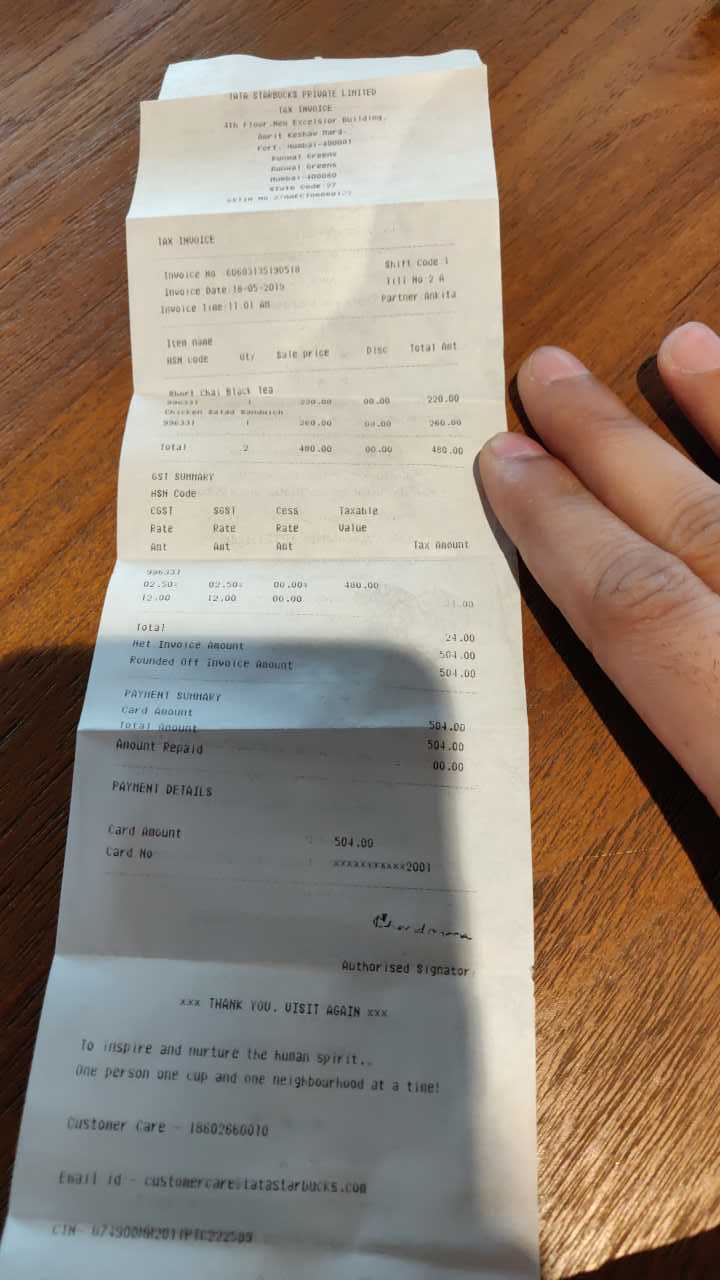 TATA STARBUCKS PRIVATE LIMITED
TAX INVOICE
4th Floor, New Excelsior Building,
Amrit Keshav Marg,
Fort, Mumbai-400001
Runwal Greens
Runwal Greens
Mumbai-400080
State Code:27
GSTIN No
TAX INVOICE
Invoice No 60603135190518 Shift Code 1
Invoice Date:18-05-2019 Till No:2 A
Invoice Time:11 01 AM Partner Ankita
Item name
HSN code Qty Sale price Disc Total Amt
Short Chai Black Tea
996331 1 220.00 00.00 220.00
Chicken Salad Sandwich
996331 1 260.00 00.00 260.00
Total 2 480.00 00.00 480.00
GST SUMMARY
HSN Code
CGST SGST Cess Taxable
Rate Rate Rate Value
Amt Amt Amt Tax Amount
996331
02.50% 02.50% 00.00% 480.00
12.00 12.00 00.00 24.00
Total 24.00
Net Invoice Amount 504.00
Rounded Off Invoice Amount 504.00
PAYMENT SUMMARY
Card Amount 504.00
Total Amount 504.00
Amount Repaid 00.00
PAYMENT DETAILS
Card Amount : 504.00
Card No : xxxxxxxxxxxx2001
Authorised Signator
xxx THANK YOU. VISIT AGAIN xxx
To inspire and nurture the human spirit..
One person one cup and one neighbourhood at a time!
Customer Care - 18602660010
Email id - customercare@tatastarbucks.com
CIN-